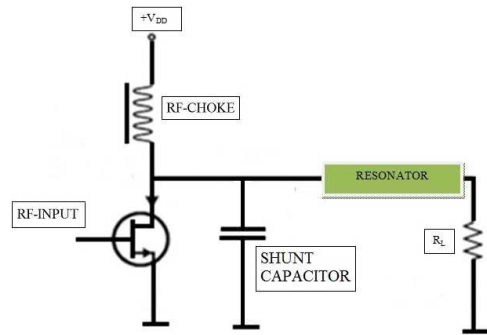 +VDD
RF-CHOKE
RESONATOR
RF-INPUT
SHUNT
CAPACITOR
RL